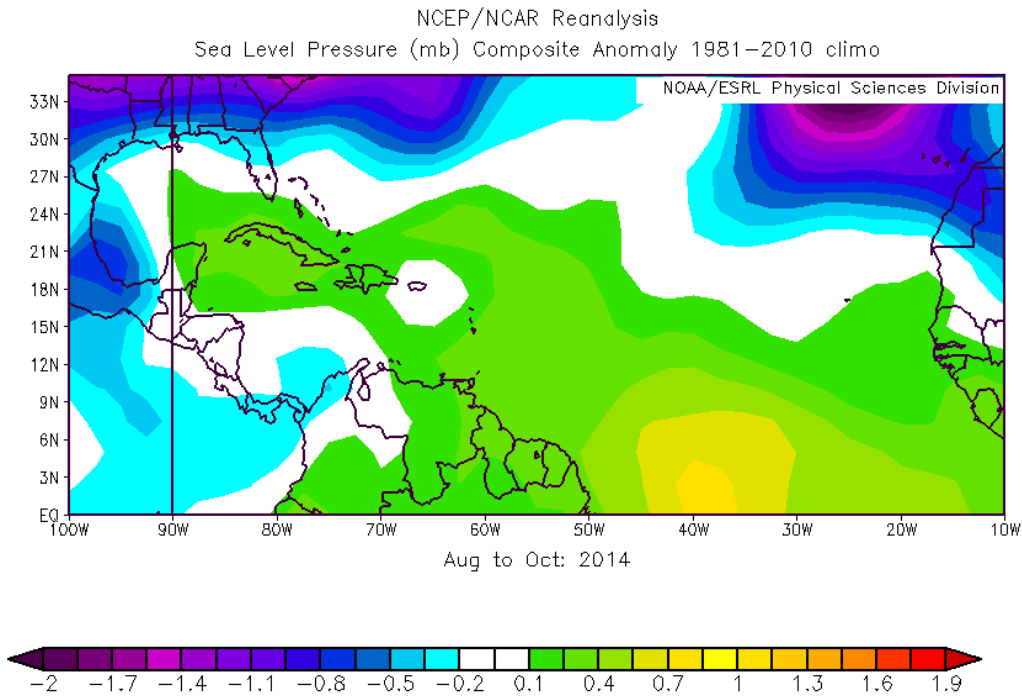 NCEP/NCAR Reanalysis
Sea Level Pressure (mb) Composite Anomaly 1981-2010 climo
NOAA/ESRL Physical Sciences Division
33N
30N
27N
24N
21N
18N
15N
12N
9N
6N
3N
EQ
100W 90W 80W 70W 60W 50W 40W 30W 20W 10W
Aug to Oct: 2014
-2 -1.7 -1.4 -1.1 -0.8 -0.5 -0.2 0.1 0.4 0.7 1 1.3 1.6 1.9